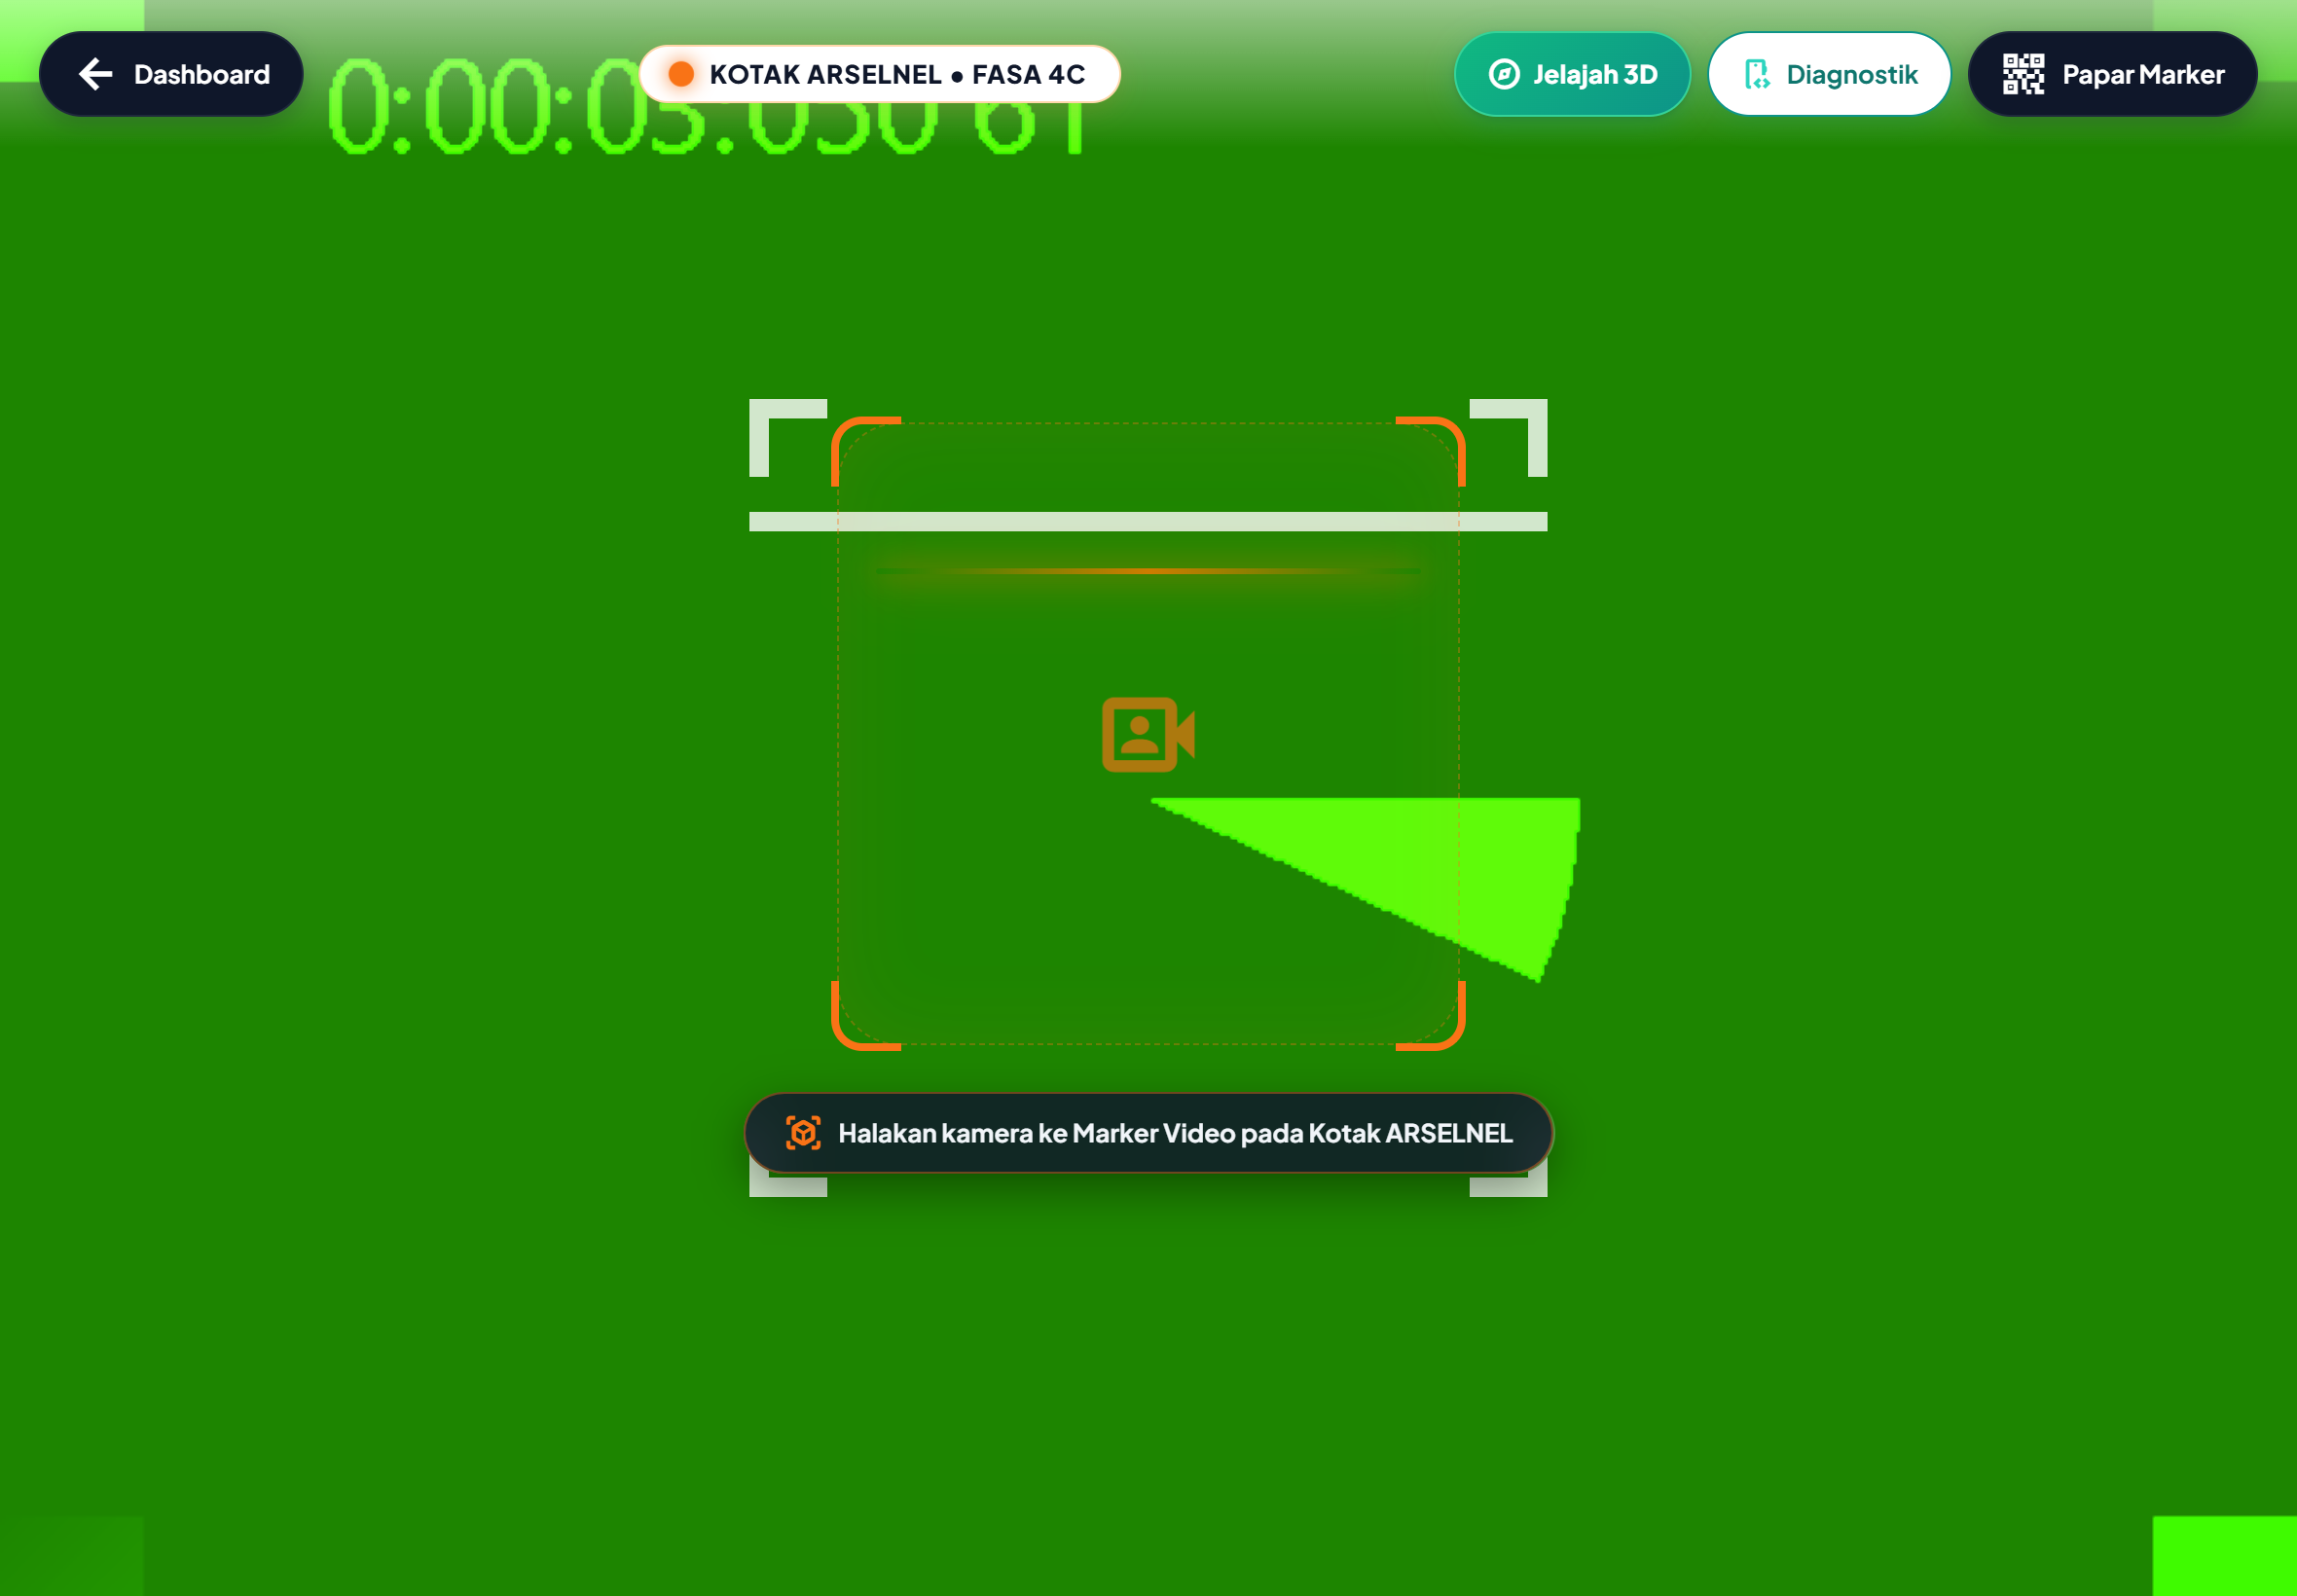 Dashboard
KOTAK ARSELNEL • FASA 4C
Jelajah 3D
Diagnostik
Papar Marker
Halakan kamera ke Marker Video pada Kotak ARSELNEL